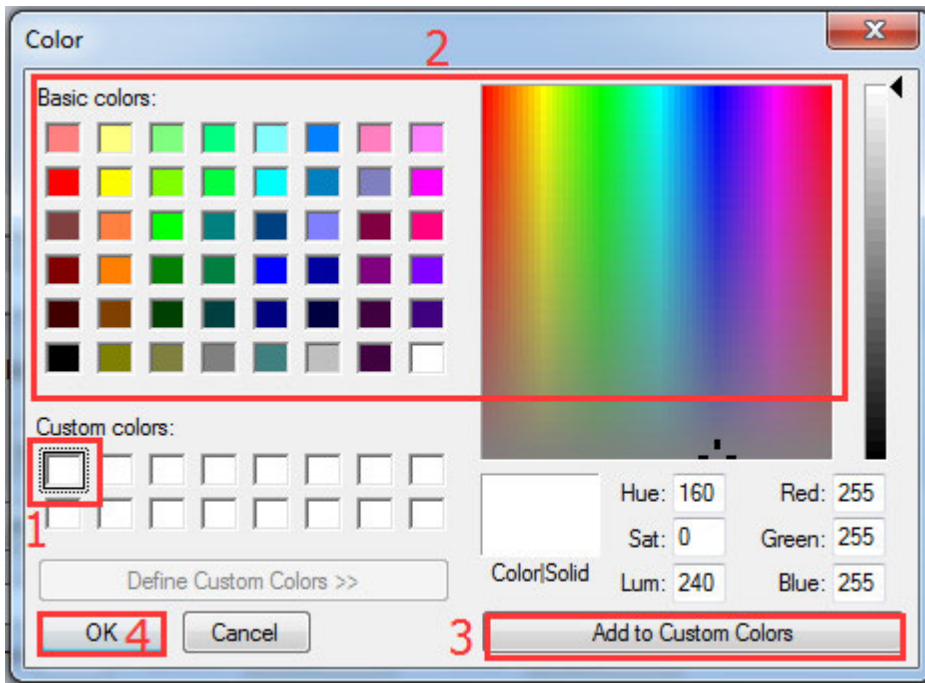 Color
2
Basic colors:
Custom colors:
1
Hue: 160 Red: 255
Sat: 0 Green: 255
Color|Solid Lum: 240 Blue: 255
Define Custom Colors >>
OK 4 Cancel 3 Add to Custom Colors